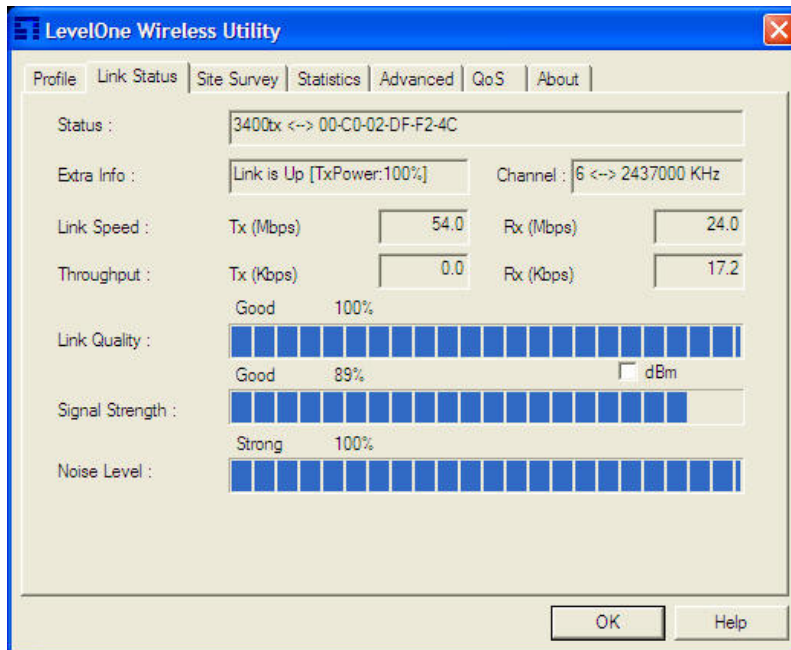 LevelOne Wireless Utility
Profile Link Status Site Survey Statistics Advanced QoS About
Status : 3400tx <--> 00-C0-02-DF-F2-4C
Extra Info : Link is Up [TxPower:100%] Channel : 6 <--> 2437000 KHz
Link Speed : Tx (Mbps) 54.0 Rx (Mbps) 24.0
Throughput : Tx (Kbps) 0.0 Rx (Kbps) 17.2
Good 100%
Link Quality :
Good 89% dBm
Signal Strength :
Strong 100%
Noise Level :
OK Help